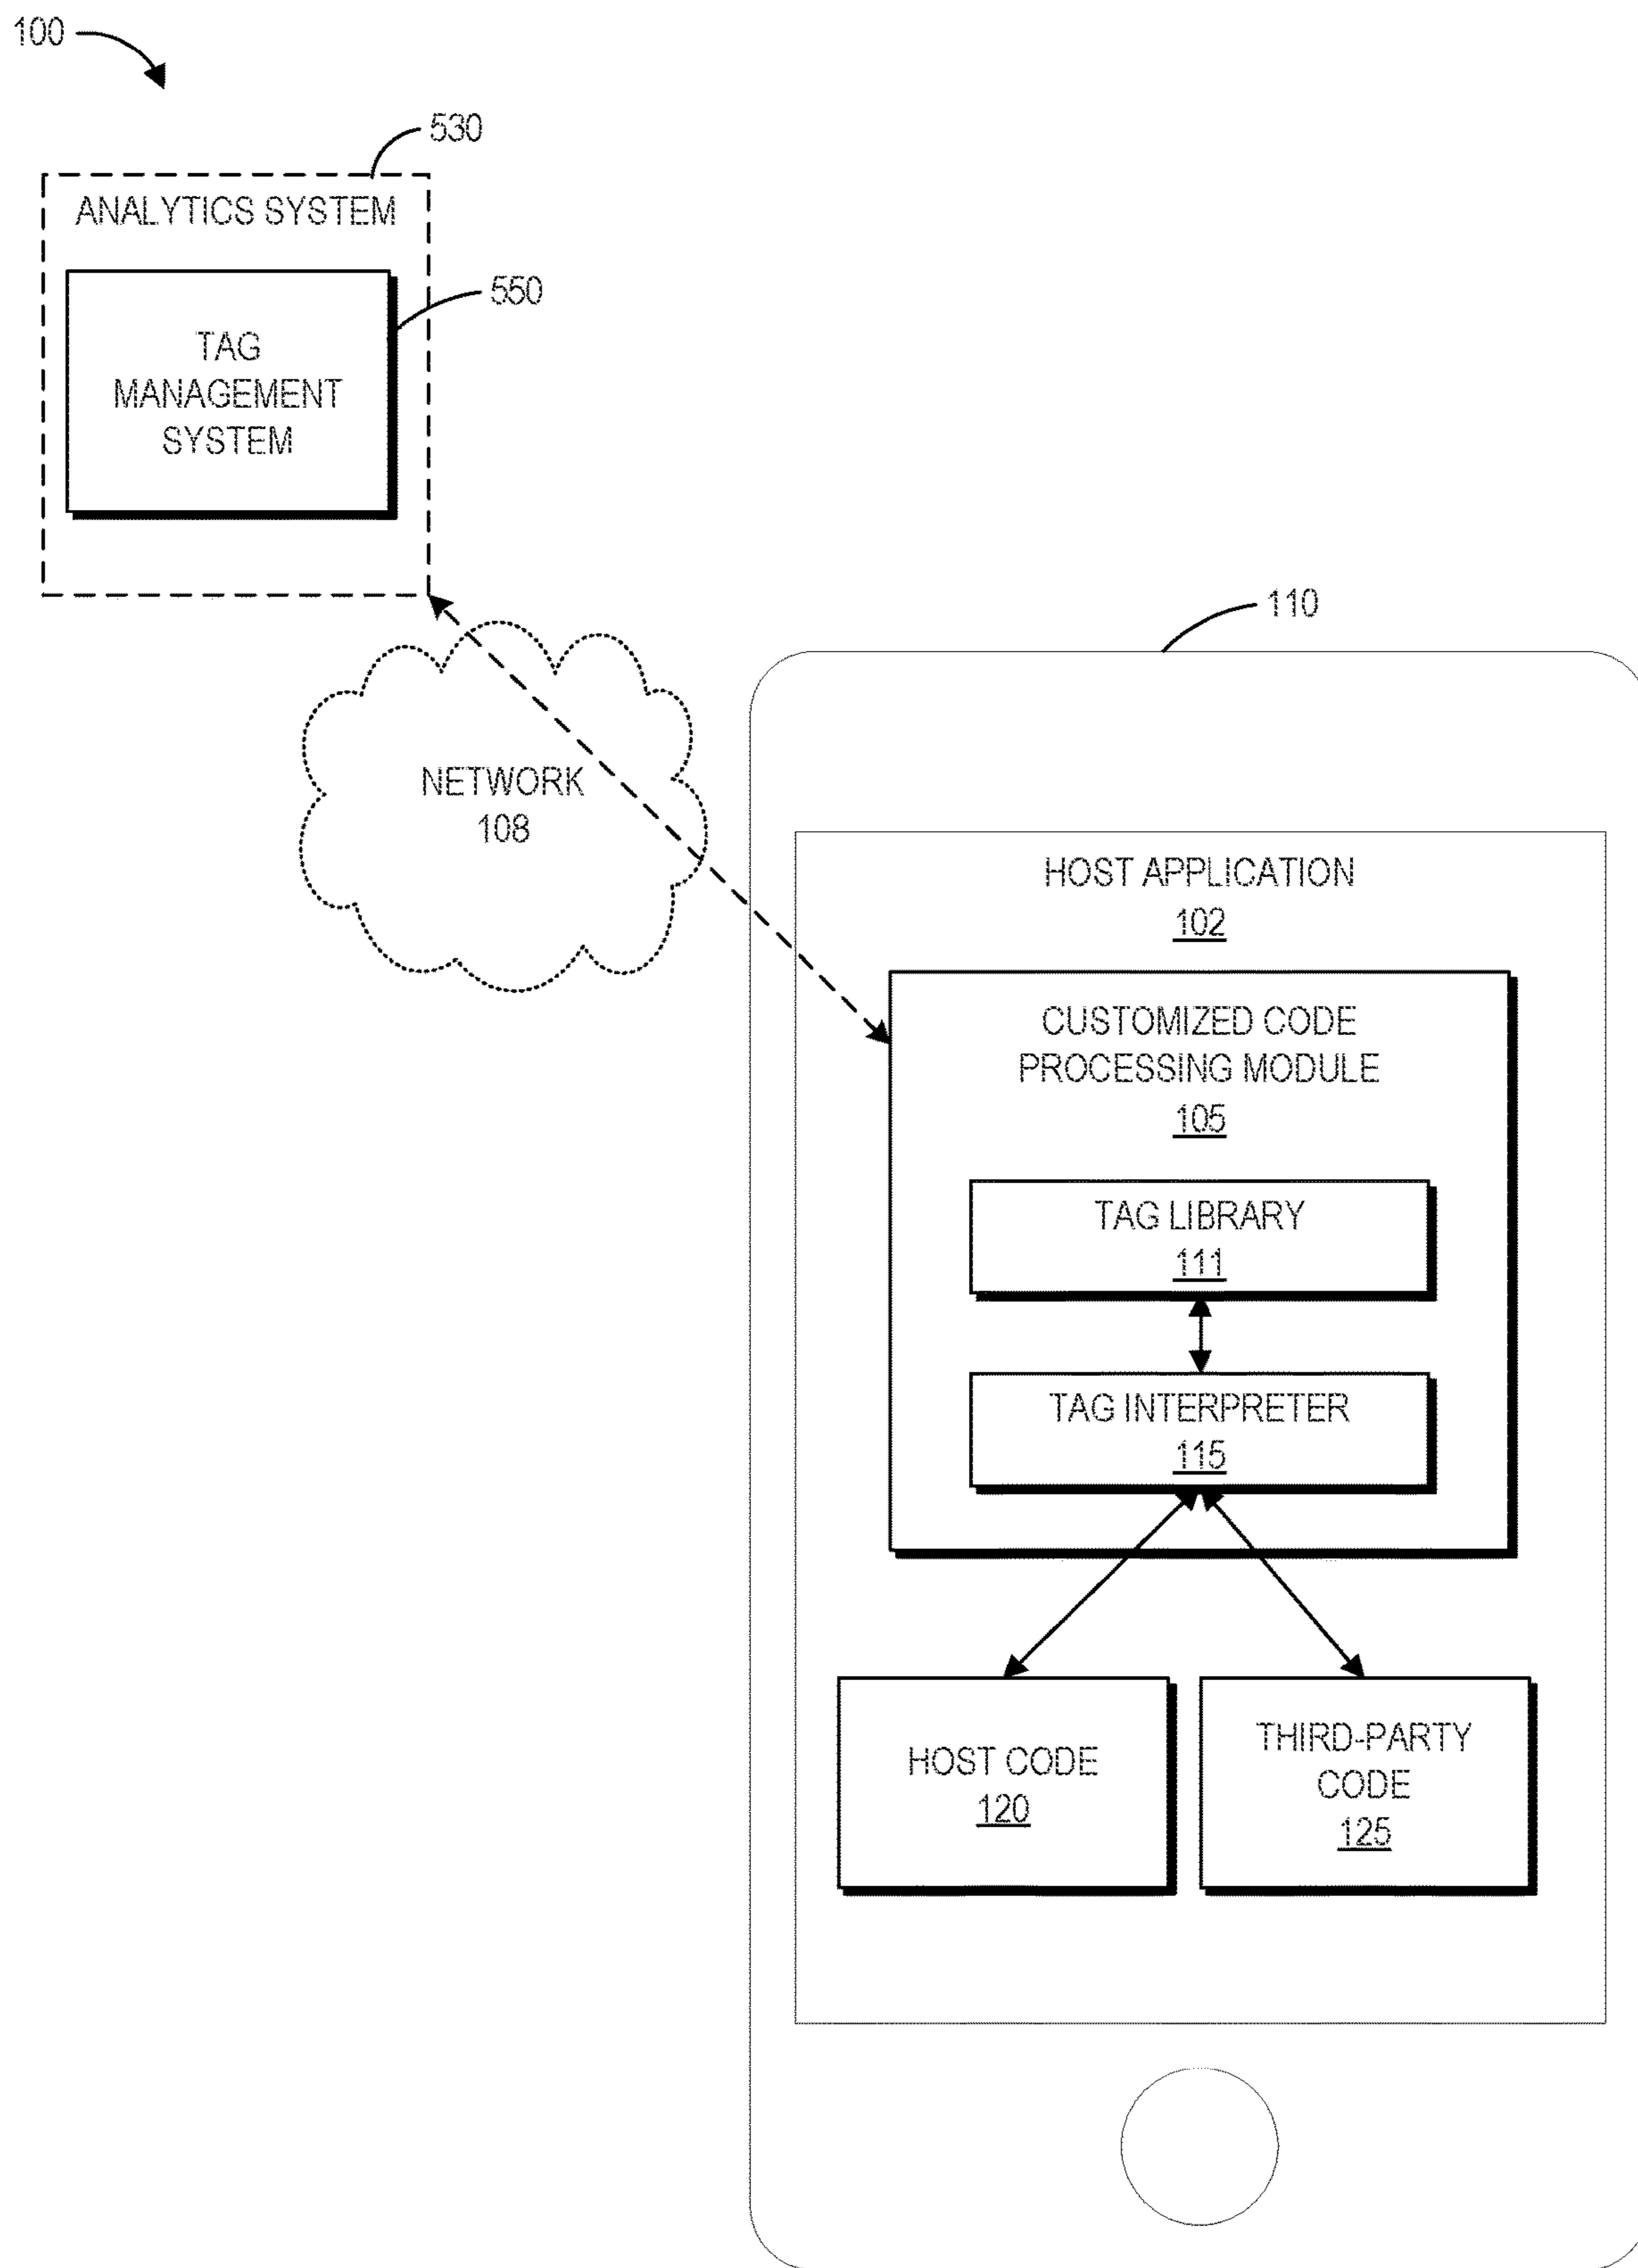 100
530
ANALYTICS SYSTEM
550
TAG
MANAGEMENT
SYSTEM
110
NETWORK
108
HOST APPLICATION
102
CUSTOMIZED CODE
PROCESSING MODULE
105
TAG LIBRARY
111
TAG INTERPRETER
115
HOST CODE
120
THIRD-PARTY
CODE
125